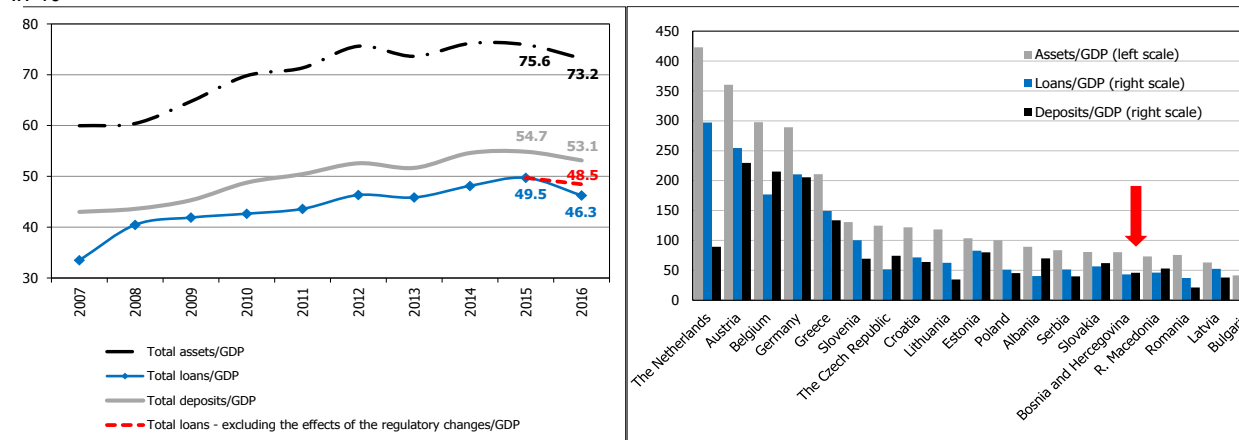 80
70
60
50
40
30
75.6
73.2
54.7
53.1
48.5
49.5
46.3
2007
2008
2009
2010
2011
2012
2013
2014
2015
2016
Total assets/GDP
Total loans/GDP
Total deposits/GDP
Total loans - excluding the effects of the regulatory changes/GDP
450
400
350
300
250
200
150
100
50
0
Assets/GDP (left scale)
Loans/GDP (right scale)
Deposits/GDP (right scale)
The Netherlands
Austria
Belgium
Germany
Greece
Slovenia
The Czech Republic
Croatia
Lithuania
Estonia
Poland
Albania
Serbia
Slovakia
Bosnia and Hercegovina
R. Macedonia
Romania
Latvia